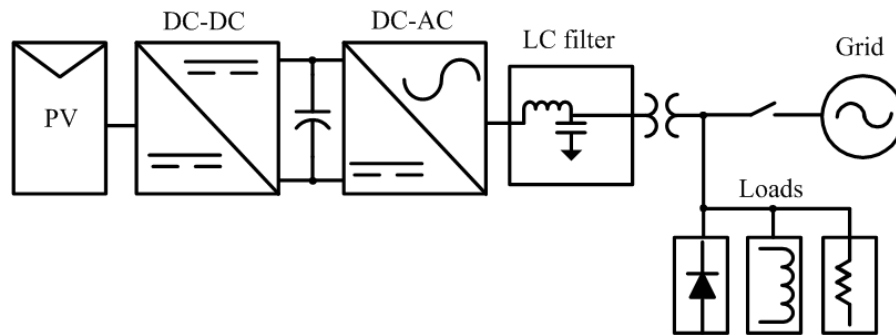 DC-DC
DC-AC
LC filter
Grid
PV
Loads